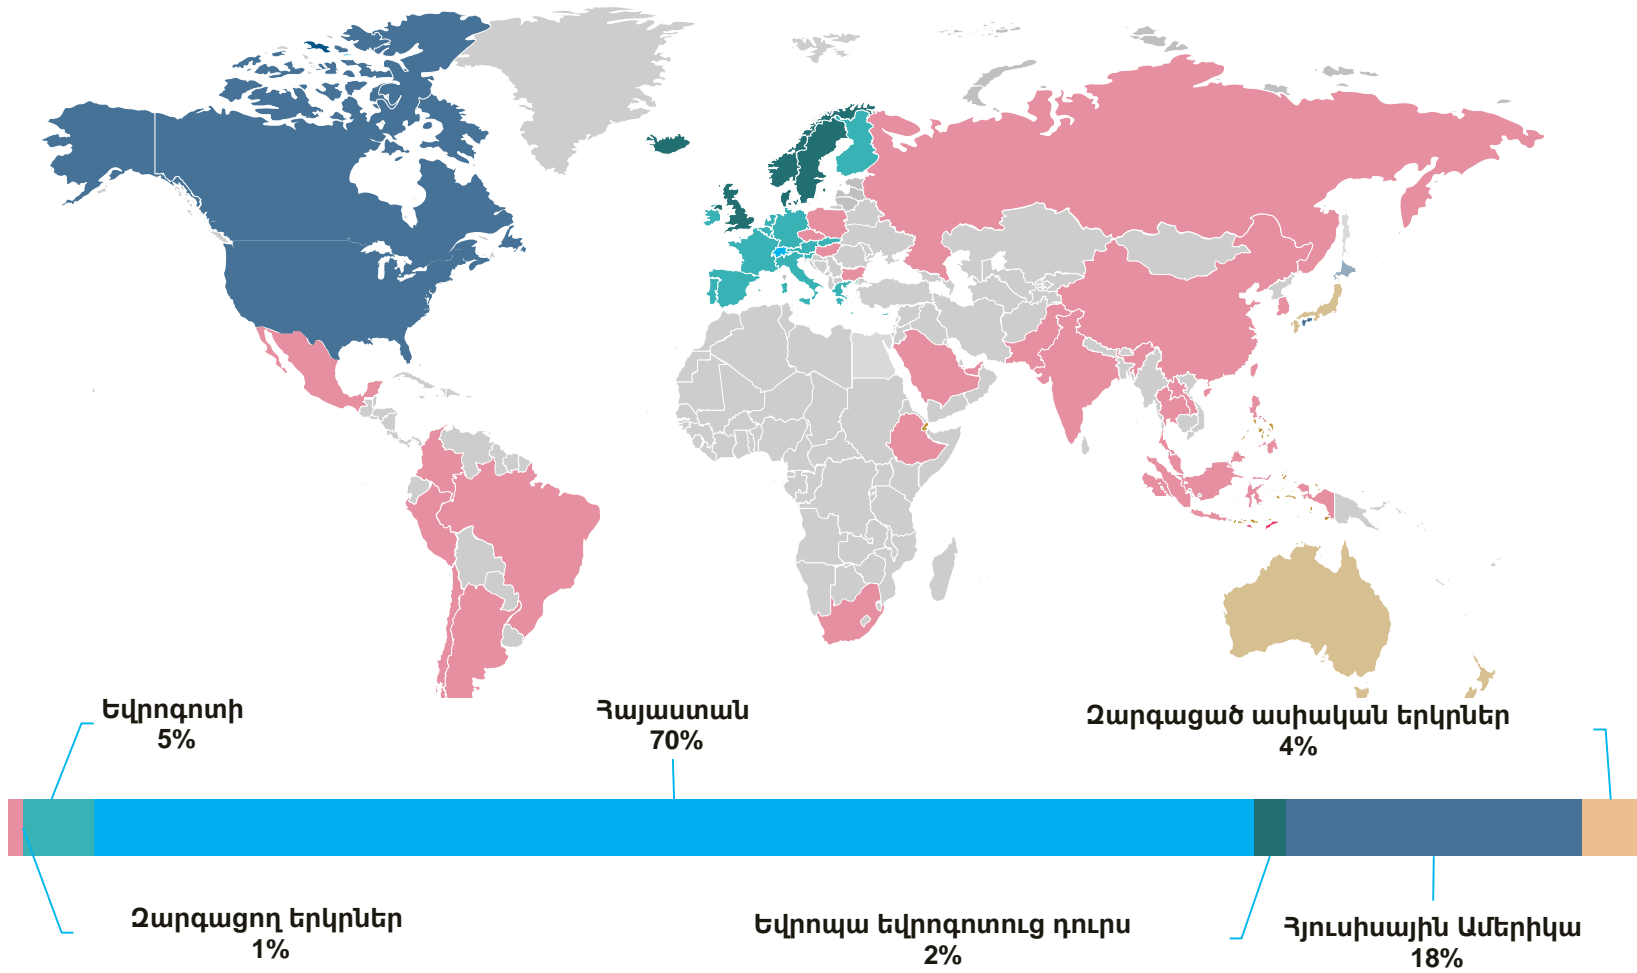 Եվրոգոտի
5%
Հայաստան
70%
Զարգացած ասիական երկրներ
4%
Զարգացող երկրներ
1%
Եվրոպա եվրոգոտուց դուրս
2%
Հյուսիսային Ամերիկա
18%